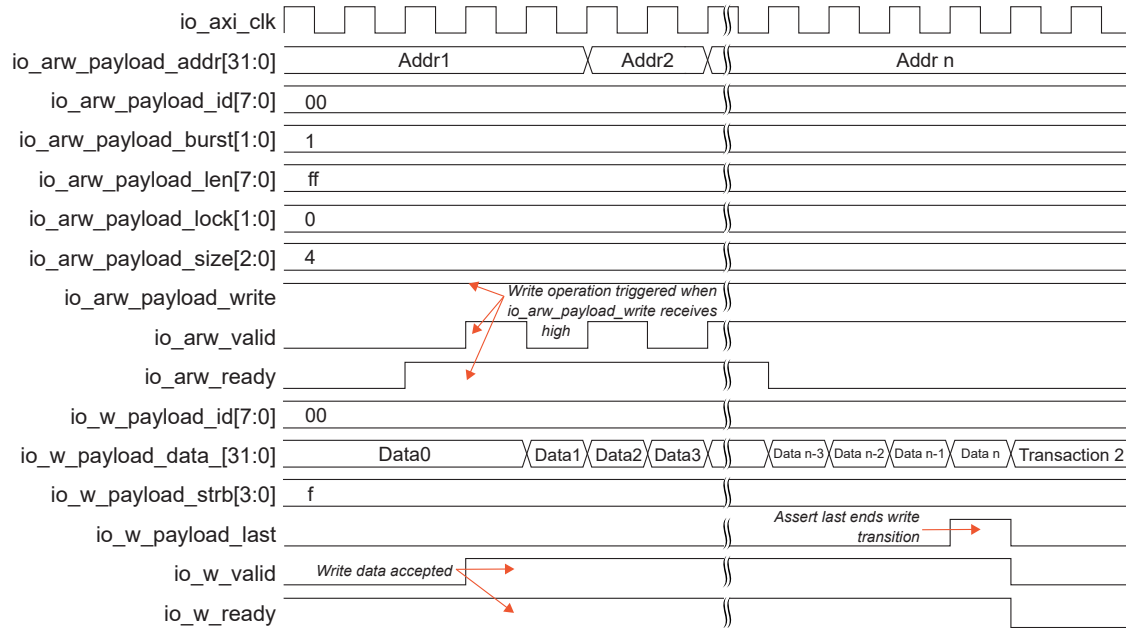 io_axi_clk
io_arw_payload_addr[31:0] Addr1 Addr2 Addr n
io_arw_payload_id[7:0] 00
io_arw_payload_burst[1:0] 1
io_arw_payload_len[7:0] ff
io_arw_payload_lock[1:0] 0
io_arw_payload_size[2:0] 4
io_arw_payload_write
Write operation triggered when
io_arw_payload_write receives
high
io_arw_valid
io_arw_ready
io_w_payload_id[7:0] 00
io_w_payload_data_[31:0] Data0 Data1 Data2 Data3 Data n-3 Data n-2 Data n-1 Data n Transaction 2
io_w_payload_strb[3:0] f
io_w_payload_last
Assert last ends write
transition
io_w_valid Write data accepted
io_w_ready